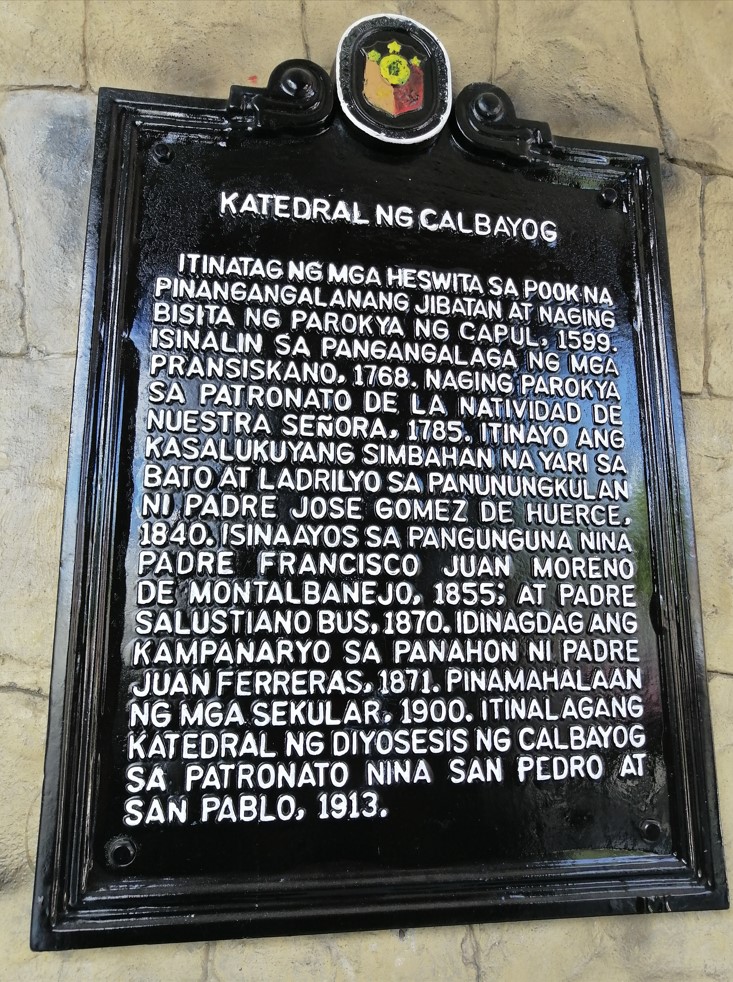 KATEDRAL NG CALBAYOG
ITINATAG NG MGA HESWITA SA POOK NA
PINANGANGALANANG JIBATAN AT NAGING
BISITA NG PAROKYA NG CAPUL, 1599.
ISINALIN SA PANGANGALAGA NG MGA
PRANSISKANO, 1768. NAGING PAROKYA
SA PATRONATO DE LA NATIVIDAD DE
NUESTRA SEÑORA, 1785. ITINAYO ANG
KASALUKUYANG SIMBAHAN NA YARI SA
BATO AT LADRILYO SA PANUNUNGKULAN
NI PADRE JOSE GOMEZ DE HUERCE,
1840. ISINAAYOS SA PANGUNGUNA NINA
PADRE FRANCISCO JUAN MORENO
DE MONTALBANEJO, 1855; AT PADRE
SALUSTIANO BUS, 1870. IDINAGDAG ANG
KAMPANARYO SA PANAHON NI PADRE
JUAN FERRERAS, 1871. PINAMAHALAAN
NG MGA SEKULAR, 1900. ITINALAGANG
KATEDRAL NG DIYOSESIS NG CALBAYOG
SA PATRONATO NINA SAN PEDRO AT
SAN PABLO, 1913.